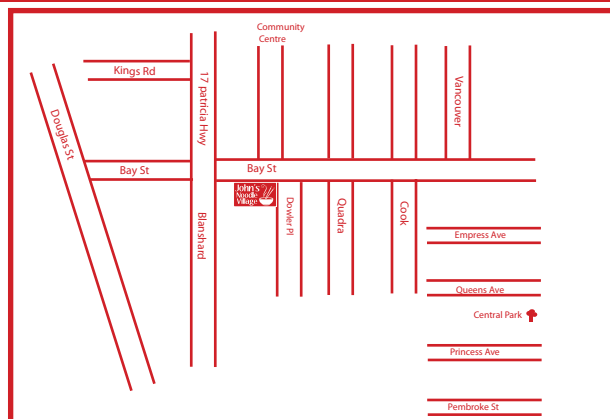 Community
Centre
Kings Rd
17 patricia Hwy
Vancouver
Douglas St
Bay St
Bay St
John's
Noodle
Village
Dowler Pl
Quadra
Cook
Blanshard
Empress Ave
Queens Ave
Central Park
Princess Ave
Pembroke St